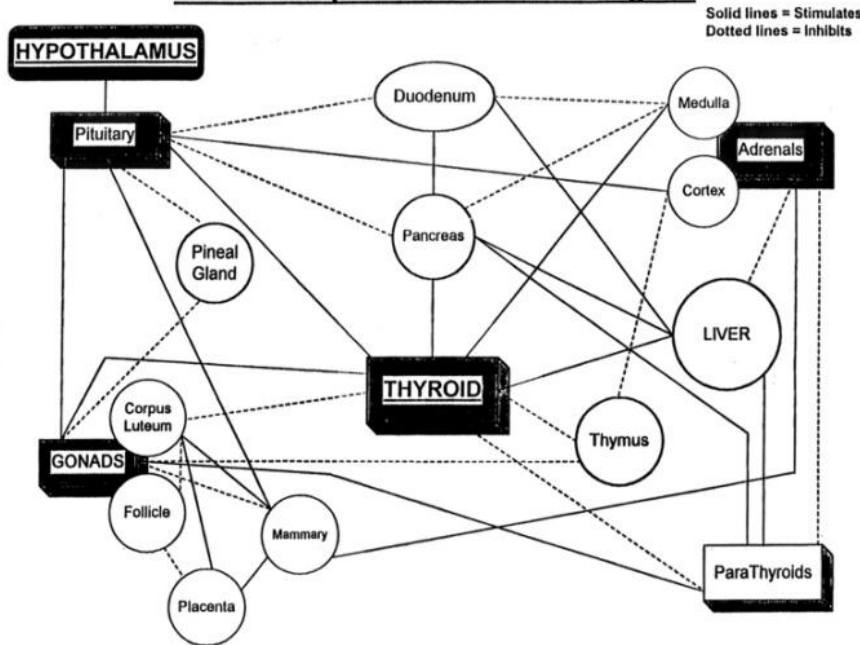 Solid lines = Stimulates
Dotted lines = Inhibits
HYPOTHALAMUS
Duodenum
Medulla
Pituitary
Adrenals
Cortex
Pancreas
Pineal
Gland
LIVER
THYROID
Corpus
Luteum
Thymus
GONADS
Follicle
Mammary
ParaThyroids
Placenta